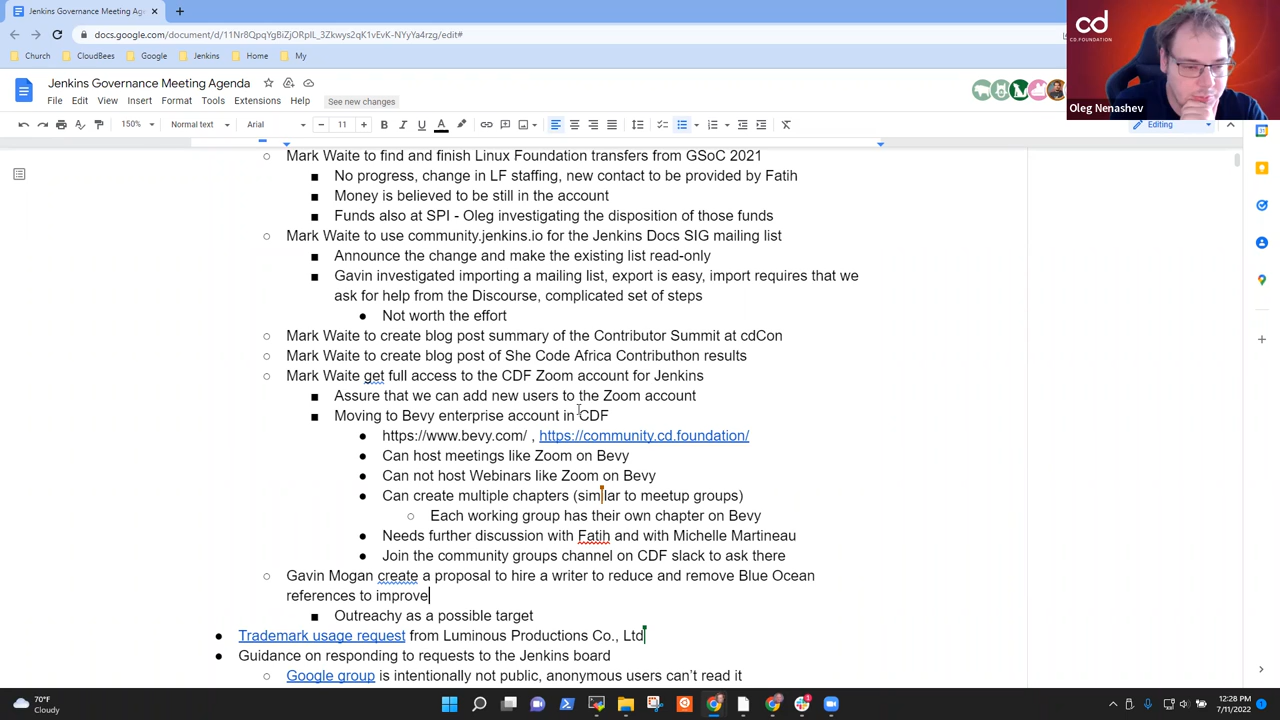 Jenkins Governance Meeting Age
docs.google.com/document/d/11Nr8QpqYgBiZjORpIL_3Zkwys2qK1vEvK-NYyYa4rzg/edit#
Church
CloudBees
Google
Jenkins
Home
My
cd
CD.FOUNDATION
Oleg Nenashev
Jenkins Governance Meeting Agenda
File Edit View Insert Format Tools Extensions Help
See new changes
150%
Normal text
Arial
11
Editing
Mark Waite to find and finish Linux Foundation transfers from GSoC 2021
No progress, change in LF staffing, new contact to be provided by Fatih
Money is believed to be still in the account
Funds also at SPI - Oleg investigating the disposition of those funds
Mark Waite to use community.jenkins.io for the Jenkins Docs SIG mailing list
Announce the change and make the existing list read-only
Gavin investigated importing a mailing list, export is easy, import requires that we
ask for help from the Discourse, complicated set of steps
Not worth the effort
Mark Waite to create blog post summary of the Contributor Summit at cdCon
Mark Waite to create blog post of She Code Africa Contributhon results
Mark Waite get full access to the CDF Zoom account for Jenkins
Assure that we can add new users to the Zoom account
Moving to Bevy enterprise account in CDF
https://www.bevy.com/ , https://community.cd.foundation/
Can host meetings like Zoom on Bevy
Can not host Webinars like Zoom on Bevy
Can create multiple chapters (similar to meetup groups)
Each working group has their own chapter on Bevy
Needs further discussion with Fatih and with Michelle Martineau
Join the community groups channel on CDF slack to ask there
Gavin Mogan create a proposal to hire a writer to reduce and remove Blue Ocean
references to improve
Outreachy as a possible target
Trademark usage request from Luminous Productions Co., Ltd
Guidance on responding to requests to the Jenkins board
Google group is intentionally not public, anonymous users can't read it
70°F
Cloudy
12:28 PM
7/11/2022